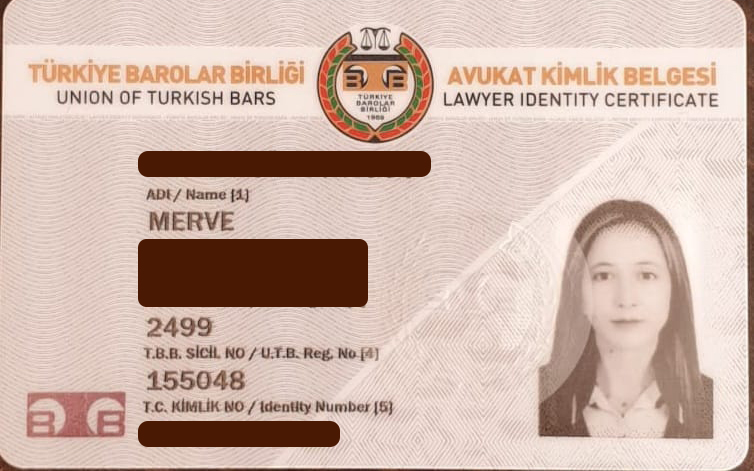 TÜRKİYE BAROLAR BİRLİĞİ
UNION OF TURKISH BARS
TÜRKİYE
BAROLAR
BİRLİĞİ
1969
AVUKAT KİMLİK BELGESİ
LAWYER IDENTITY CERTIFICATE
ADI / Name [1]
MERVE
2499
T.B.B. SİCİL NO / U.T.B. Reg. No [4]
155048
T.C. KİMLİK NO / Identity Number [5]
B B